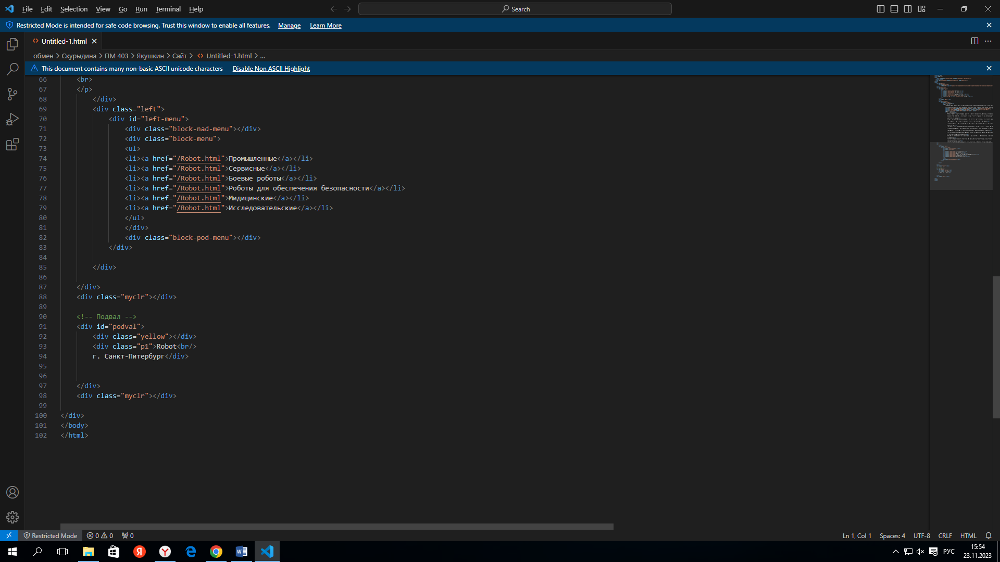 File Edit Selection View Go Run Terminal Help
Search
Restricted Mode is intended for safe code browsing. Trust this window to enable all features. Manage Learn More
Untitled-1.html
обмен > Скурыдина > ПМ 403 > Якушкин > Сайт > Untitled-1.html > ...
This document contains many non-basic ASCII unicode characters Disable Non ASCII Highlight
66 <br>
67 </p>
68 </div>
69 <div class="left">
70 <div id="left-menu">
71 <div class="block-nad-menu"></div>
72 <div class="block-menu">
73 <ul>
74 <li><a href="/Robot.html">Промышленные</a></li>
75 <li><a href="/Robot.html">Сервисные</a></li>
76 <li><a href="/Robot.html">Боевые роботы</a></li>
77 <li><a href="/Robot.html">Роботы для обеспечения безопасности</a></li>
78 <li><a href="/Robot.html">Мидицинские</a></li>
79 <li><a href="/Robot.html">Исследовательские</a></li>
80 </ul>
81 </div>
82 <div class="block-pod-menu"></div>
83 </div>
84
85 </div>
86
87 </div>
88 <div class="myclr"></div>
89
90 <!-- Подвал -->
91 <div id="podval">
92 <div class="yellow"></div>
93 <div class="p1">Robot<br/>
94 г. Санкт-Питербург</div>
95
96
97 </div>
98 <div class="myclr"></div>
99
100 </div>
101 </body>
102 </html>
Restricted Mode 0 0 0
Ln 1, Col 1 Spaces: 4 UTF-8 CRLF HTML
РУС
15:54
23.11.2023